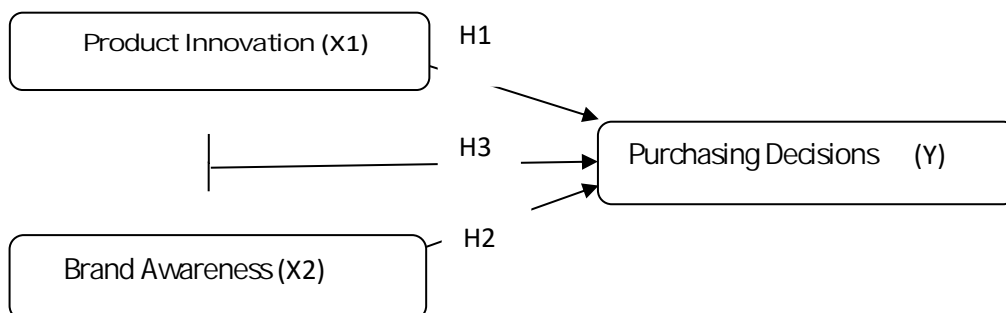 Product Innovation (X1)
H1
H3
Purchasing Decisions (Y)
H2
Brand Awareness (X2)